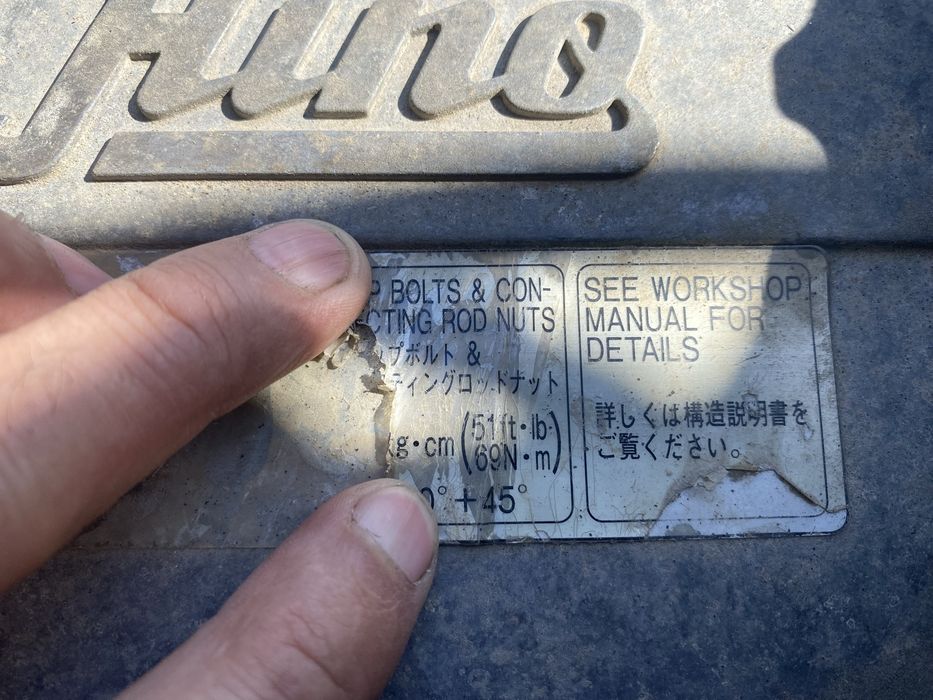 Hino
P BOLTS & CON-
ECTING ROD NUTS
プボルト &
ティングロッドナット
g·cm (51ft·lb
69N·m)
0° + 45°
SEE WORKSHOP
MANUAL FOR
DETAILS
詳しくは構造説明書を
ご覧ください。